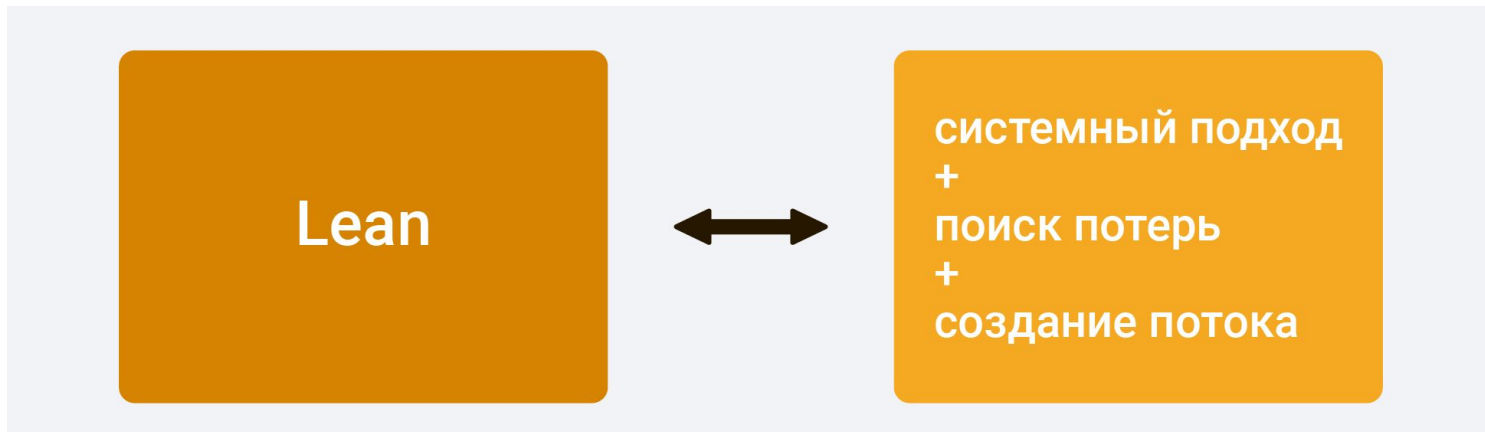 Lean
системный подход
+
поиск потерь
+
создание потока